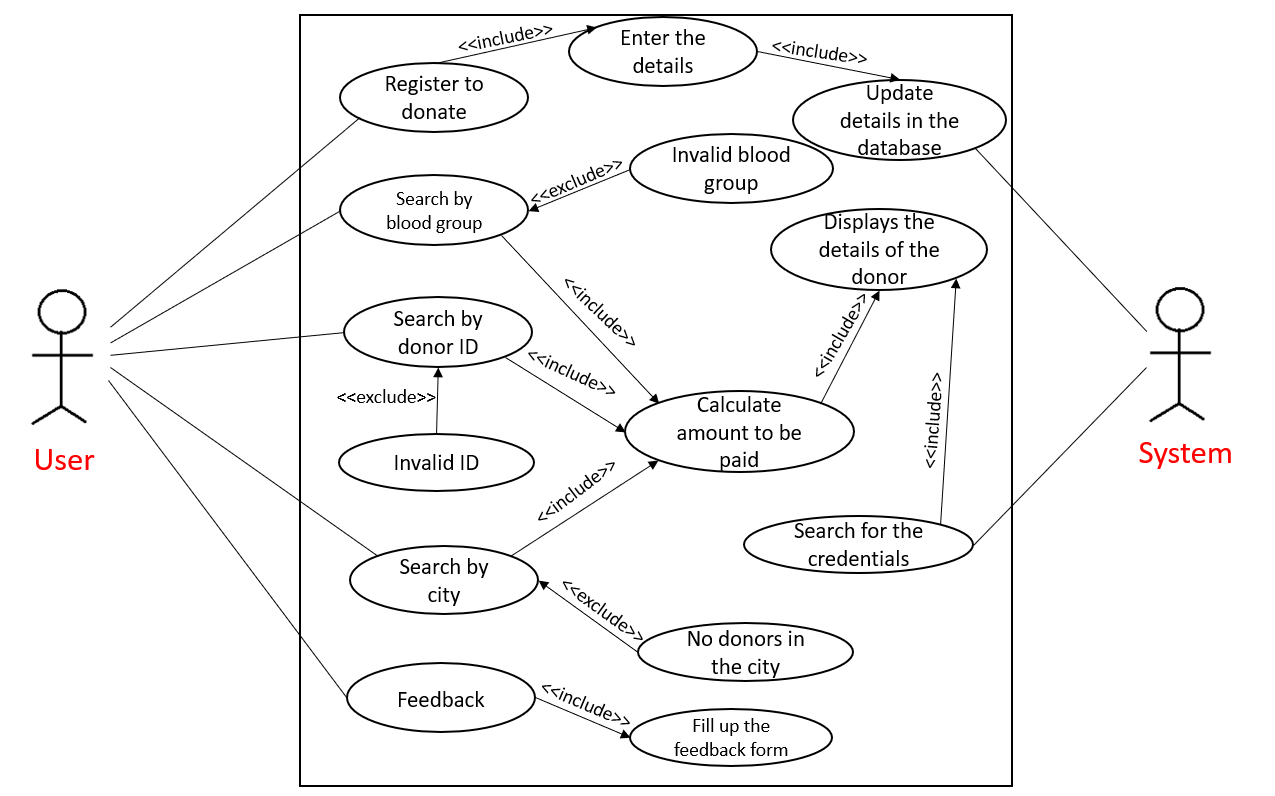 <<include>>
Enter the
details
<<include>>
Register to
donate
Update
details in the
database
Invalid blood
group
<<exclude>>
Search by
blood group
Displays the
details of the
donor
<<include>>
<<include>>
Search by
donor ID
<<include>>
<<exclude>>
<<include>>
Calculate
amount to be
paid
User
System
Invalid ID
<<include>>
Search for the
credentials
Search by
city
<<exclude>>
No donors in
the city
Feedback
<<include>>
Fill up the
feedback form